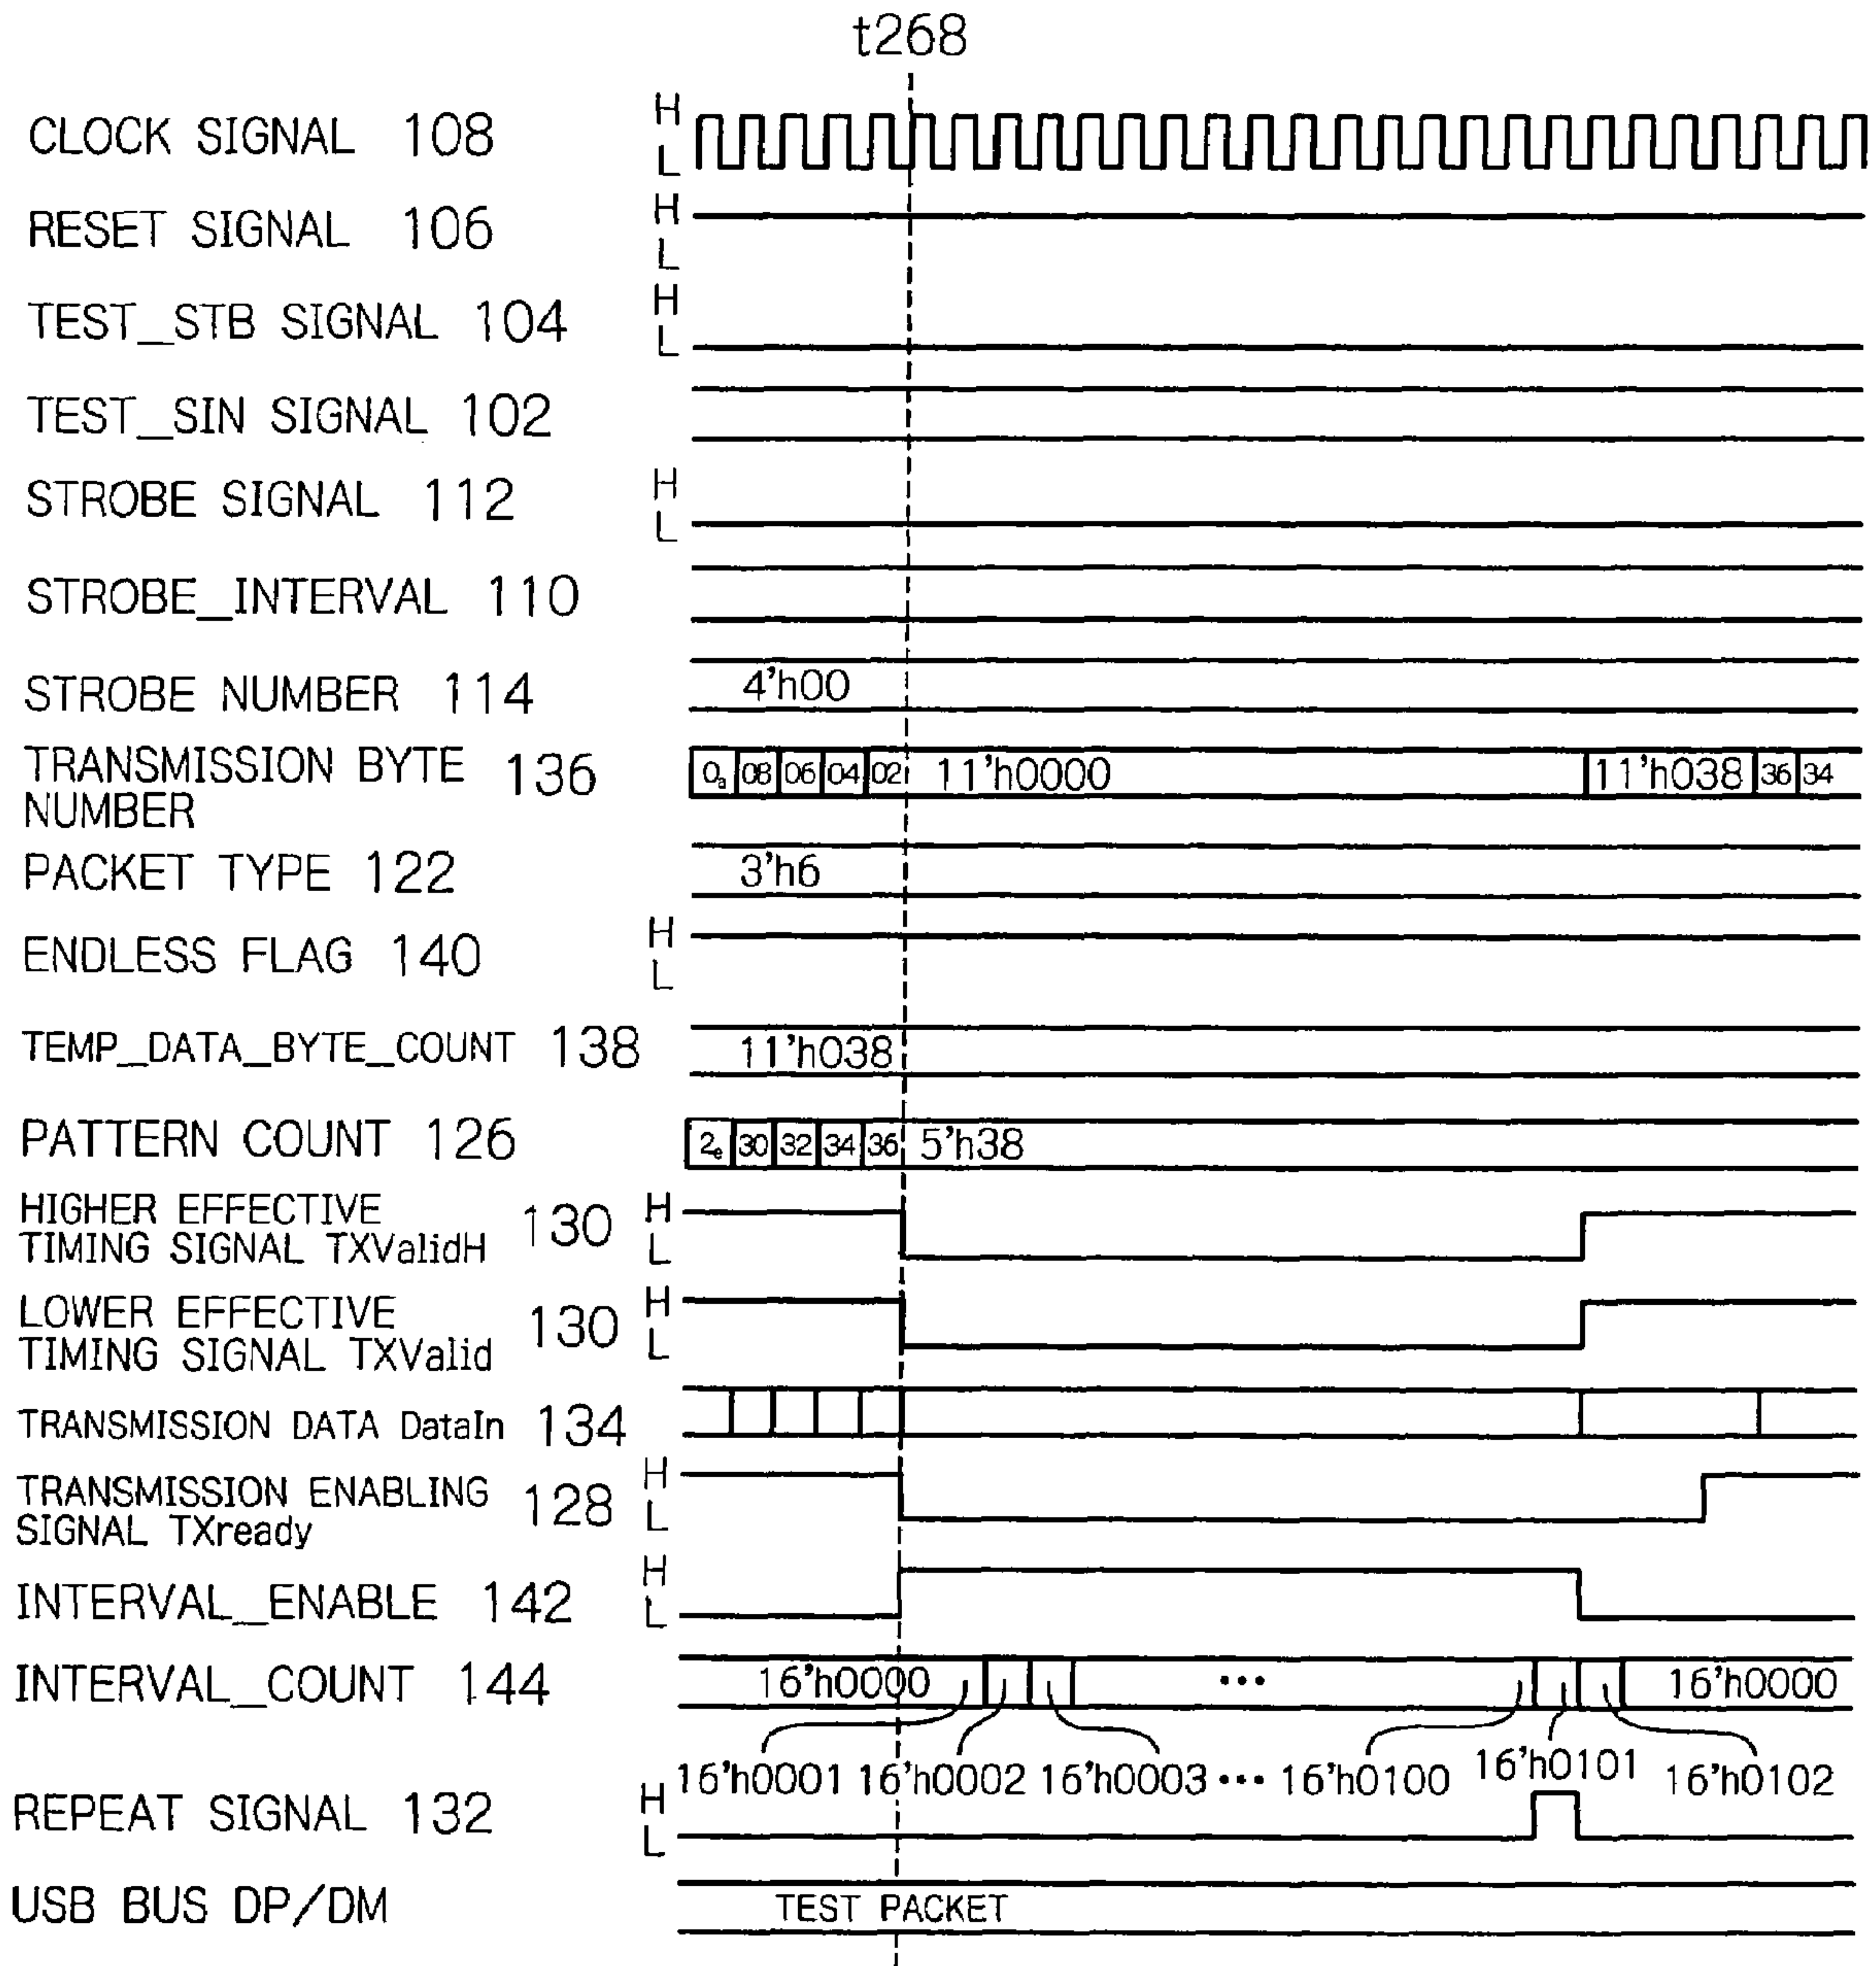 t268
CLOCK SIGNAL 108 H L
RESET SIGNAL 106 H L
TEST_STB SIGNAL 104 H L
TEST_SIN SIGNAL 102
STROBE SIGNAL 112 H L
STROBE_INTERVAL 110
STROBE NUMBER 114 4'h00
TRANSMISSION BYTE NUMBER 136 0a 08 06 04 02 11'h0000 11'h038 36 34
PACKET TYPE 122 3'h6
ENDLESS FLAG 140 H L
TEMP_DATA_BYTE_COUNT 138 11'h038
PATTERN COUNT 126 2e 30 32 34 36 5'h38
HIGHER EFFECTIVE
TIMING SIGNAL TXValidH 130 H L
LOWER EFFECTIVE
TIMING SIGNAL TXValid 130 H L
TRANSMISSION DATA DataIn 134
TRANSMISSION ENABLING
SIGNAL TXready 128 H L
INTERVAL_ENABLE 142 H L
INTERVAL_COUNT 144 16'h0000 ••• 16'h0000
16'h0001 16'h0002 16'h0003 ••• 16'h0100 16'h0101 16'h0102
REPEAT SIGNAL 132 H L
USB BUS DP/DM TEST PACKET